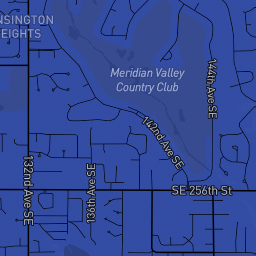 NSINGTON
HEIGHTS
Meridian Valley
Country Club
144th Ave SE
142nd Ave SE
132nd Ave SE
136th Ave SE
SE 256th St